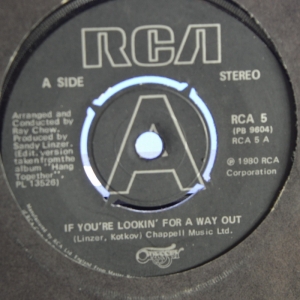 RCA
A SIDE
STEREO
Arranged and
Conducted by
Ray Chew.
Produced by
Sandy Linzer.
(Edit. version
taken from the
album "Hang
Together".
PL 13526)
A
RCA 5
(PB 9604)
RCA 5 A
℗ 1980 RCA
Corporation
IF YOU'RE LOOKIN' FOR A WAY OUT
(Linzer, Kotkov) Chappell Music Ltd.
Odyssey